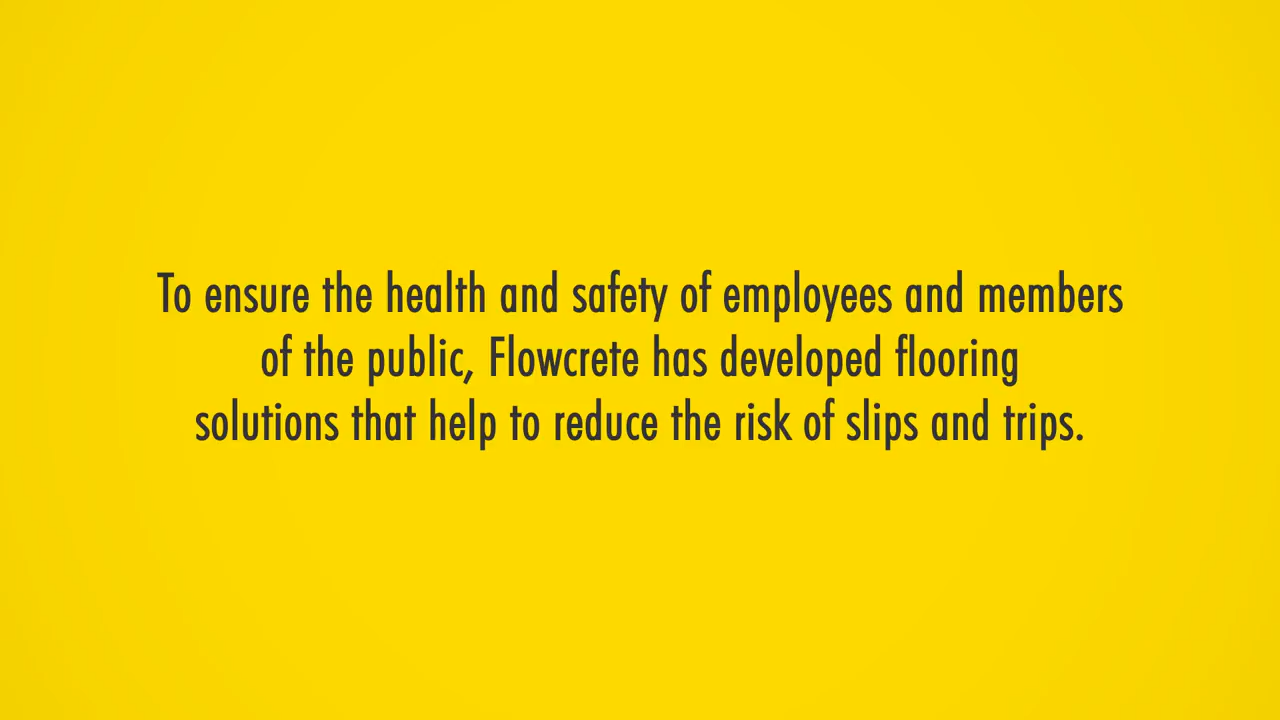 To ensure the health and safety of employees and members
of the public, Flowcrete has developed flooring
solutions that help to reduce the risk of slips and trips.